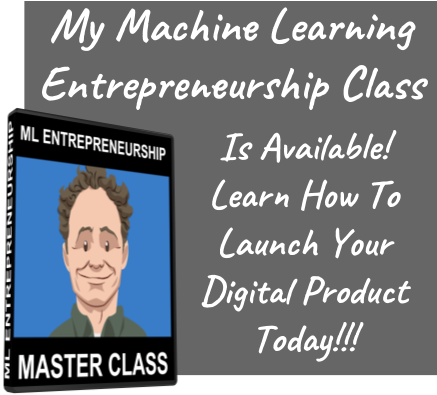 My Machine Learning
Entrepreneurship Class
Is Available!
Learn How To
Launch Your
Digital Product
Today!!!
ML ENTREPRENEURSHIP
ML ENTREPRENEURSHIP
MASTER CLASS